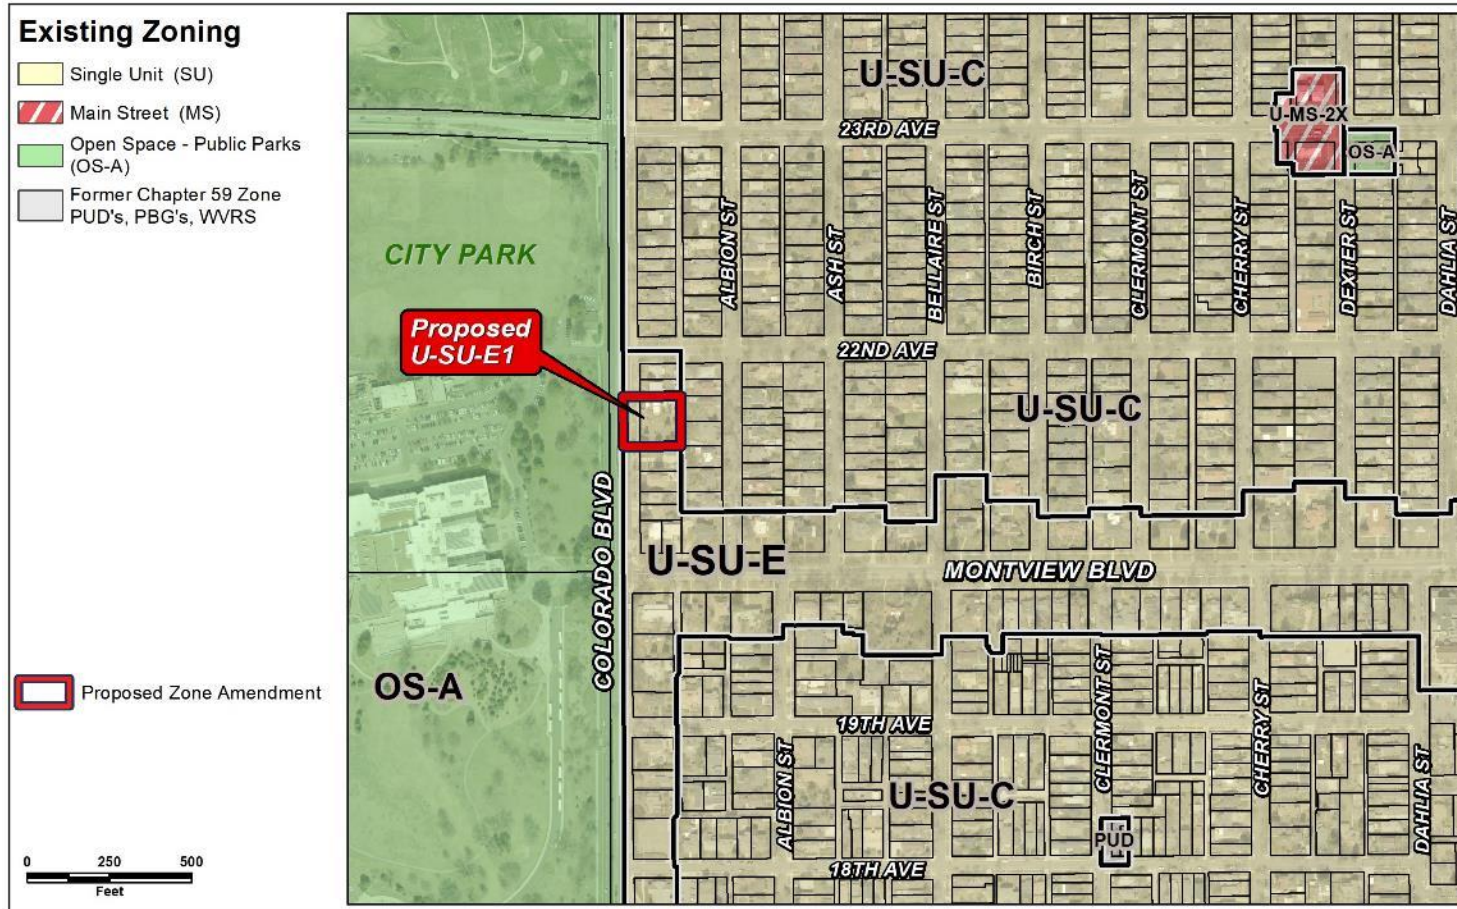 Existing Zoning
Single Unit (SU)
Main Street (MS)
Open Space - Public Parks
(OS-A)
Former Chapter 59 Zone
PUD's, PBG's, WVRS
Proposed Zone Amendment
0 250 500
Feet
U-SU-C
23RD AVE
U-MS-2X
OS-A
CITY PARK
ALBION ST
ASH ST
BELLAIRE ST
BIRCH ST
CLERMONT ST
CHERRY ST
DEXTER ST
DAHLIA ST
Proposed
U-SU-E1
22ND AVE
U-SU-C
COLORADO BLVD
U-SU-E
MONTVIEW BLVD
OS-A
19TH AVE
ALBION ST
CLERMONT ST
CHERRY ST
DAHLIA ST
U-SU-C
PUD
18TH AVE